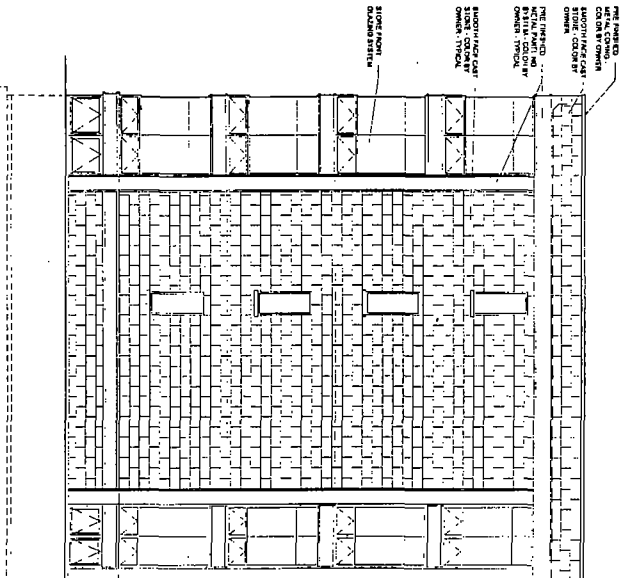 PRE FINISHED
METAL COPING -
COLOR BY OWNER
SMOOTH FACE CAST
STONE - COLOR BY
OWNER
PRE FINISHED
METAL PANELING
SYSTEM - COLOR BY
OWNER - TYPICAL
SMOOTH FACE CAST
STONE - COLOR BY
OWNER - TYPICAL
STORE FRONT
GLAZING SYSTEM